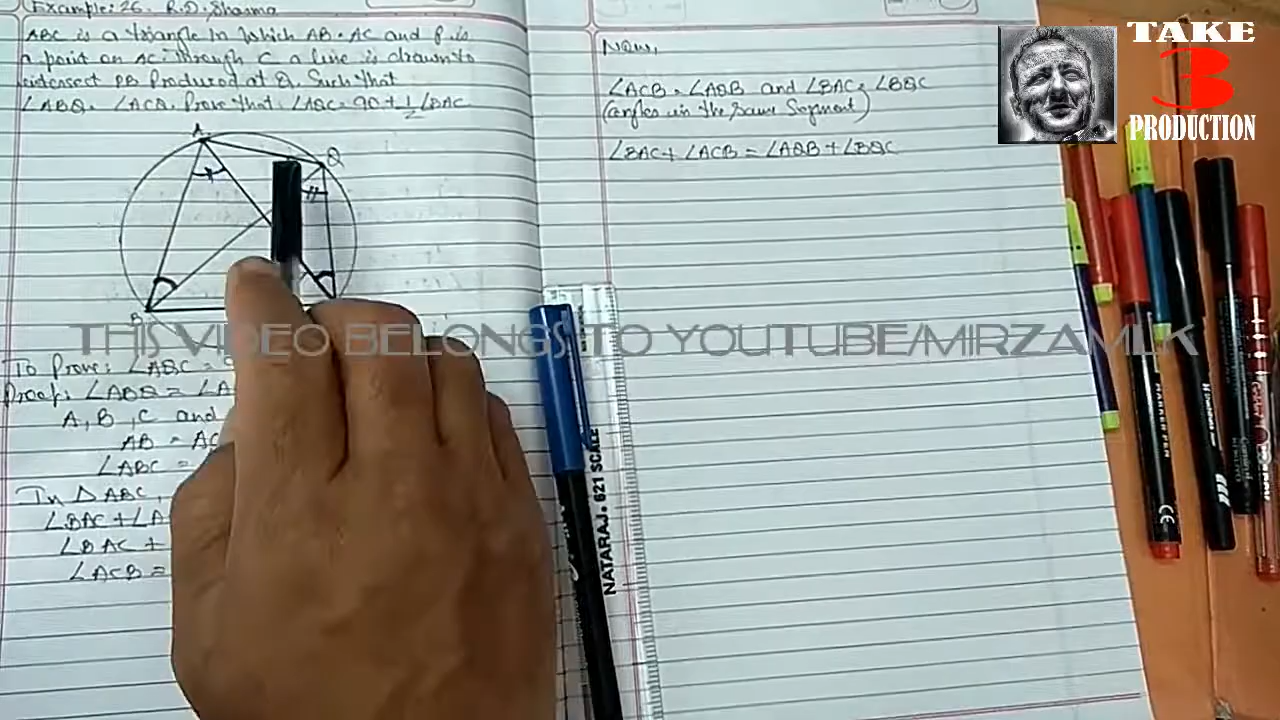 Example: 26. R.D. Sharma
ABC is a triangle in which AB = AC and P is
a point on AC. Through C a line is drawn to
intersect PB Produced at Q. Such that
∠ABQ = ∠ACQ. Prove that: ∠AQC = 90 + 1/2 ∠BAC
A
Q
B
To Prove: ∠AQC = 9
Proof: ∠ABQ = ∠A
A, B, C and
AB = AC
∠ABC =
In △ABC,
∠BAC + ∠A
∠BAC +
∠ACB =
Now,
∠ACB = ∠AQB and ∠BAC = ∠BQC
(angles in the same Segment)
∠BAC + ∠ACB = ∠AQB + ∠BQC
TAKE
3
PRODUCTION
THIS VIDEO BELONGS TO YOUTUBE/MIRZAMLK
NATARAJ. 621 SCALE
MARKER PEN
CE